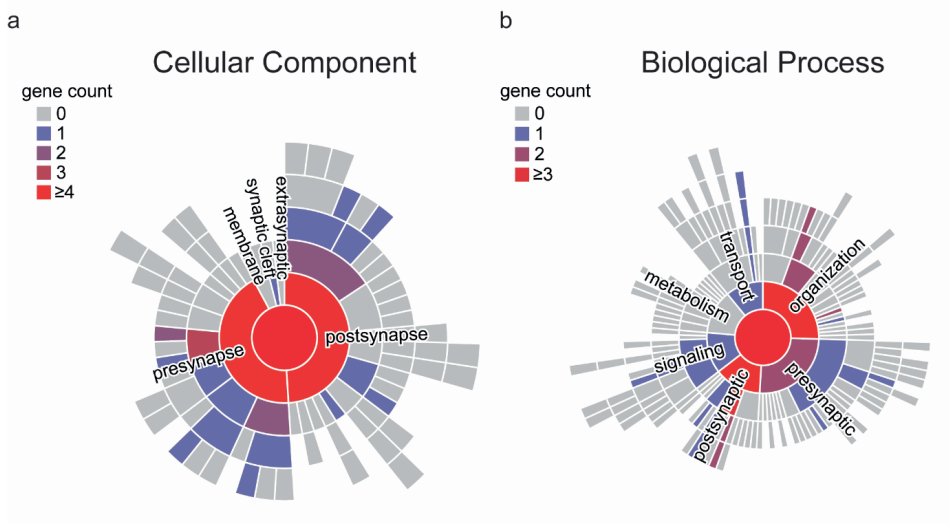 a
Cellular Component
gene count
0
1
2
3
≥4
extrasynaptic
synaptic cleft
membrane
postsynapse
presynapse
b
Biological Process
gene count
0
1
2
≥3
transport
organization
metabolism
signaling
postsynaptic
presynaptic